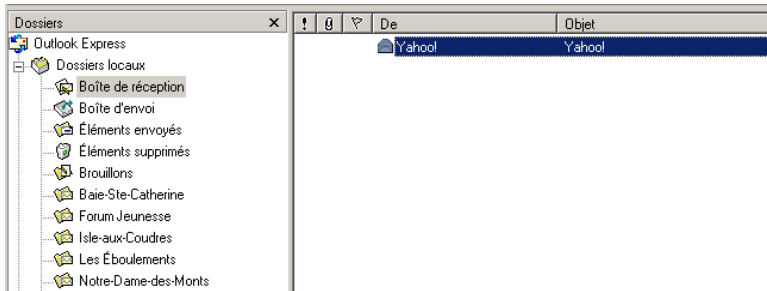 Dossiers
Outlook Express
Dossiers locaux
Boîte de réception
Boîte d'envoi
Éléments envoyés
Éléments supprimés
Brouillons
Baie-Ste-Catherine
Forum Jeunesse
Isle-aux-Coudres
Les Éboulements
Notre-Dame-des-Monts
! De Objet
Yahoo! Yahoo!